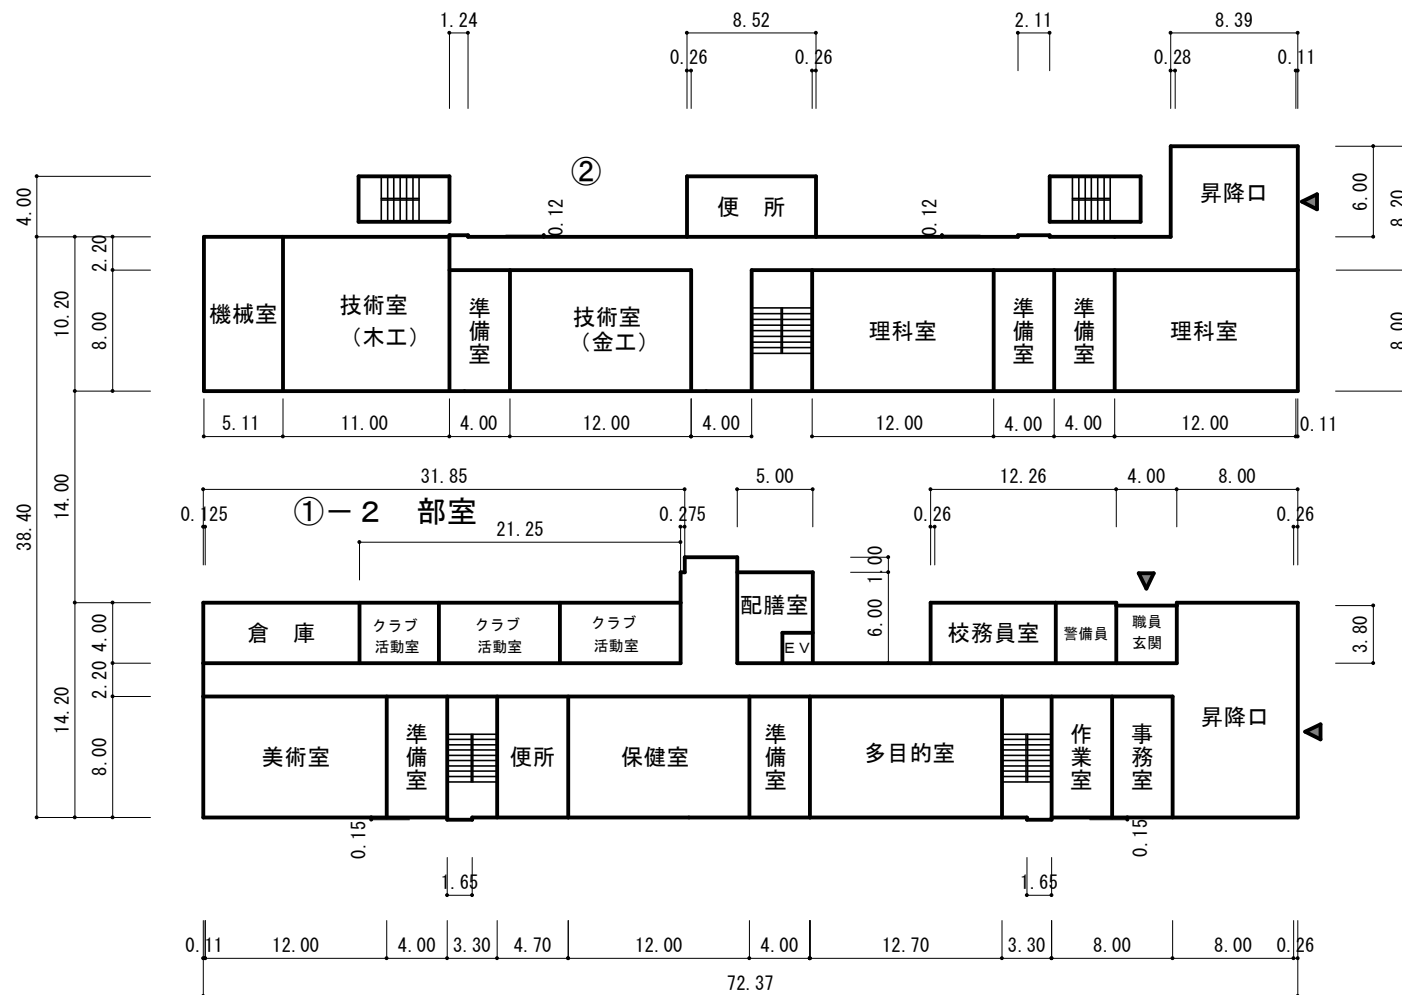 1.24
8.52
2.11
8.39
0.26
0.26
0.28
0.11
②
4.00
2.20
10.20
8.00
38.40
14.00
0.12
便 所
0.12
昇降口
6.00
8.20
8.00
機械室
技術室
（木工）
準備室
技術室
（金工）
理科室
準備室
準備室
理科室
5.11
11.00
4.00
12.00
4.00
12.00
4.00
4.00
12.00
0.11
31.85
5.00
12.26
4.00
8.00
0.125
①－２ 部室
0.275
0.26
0.26
21.25
1.00
6.00
4.00
2.20
14.20
8.00
倉 庫
クラブ
活動室
クラブ
活動室
クラブ
活動室
配膳室
ＥＶ
校務員室
警備員
職員
玄関
3.80
美術室
準備室
便所
保健室
準備室
多目的室
作業室
事務室
昇降口
0.15
0.15
1.65
1.65
0.11
12.00
4.00
3.30
4.70
12.00
4.00
12.70
3.30
8.00
8.00
0.26
72.37